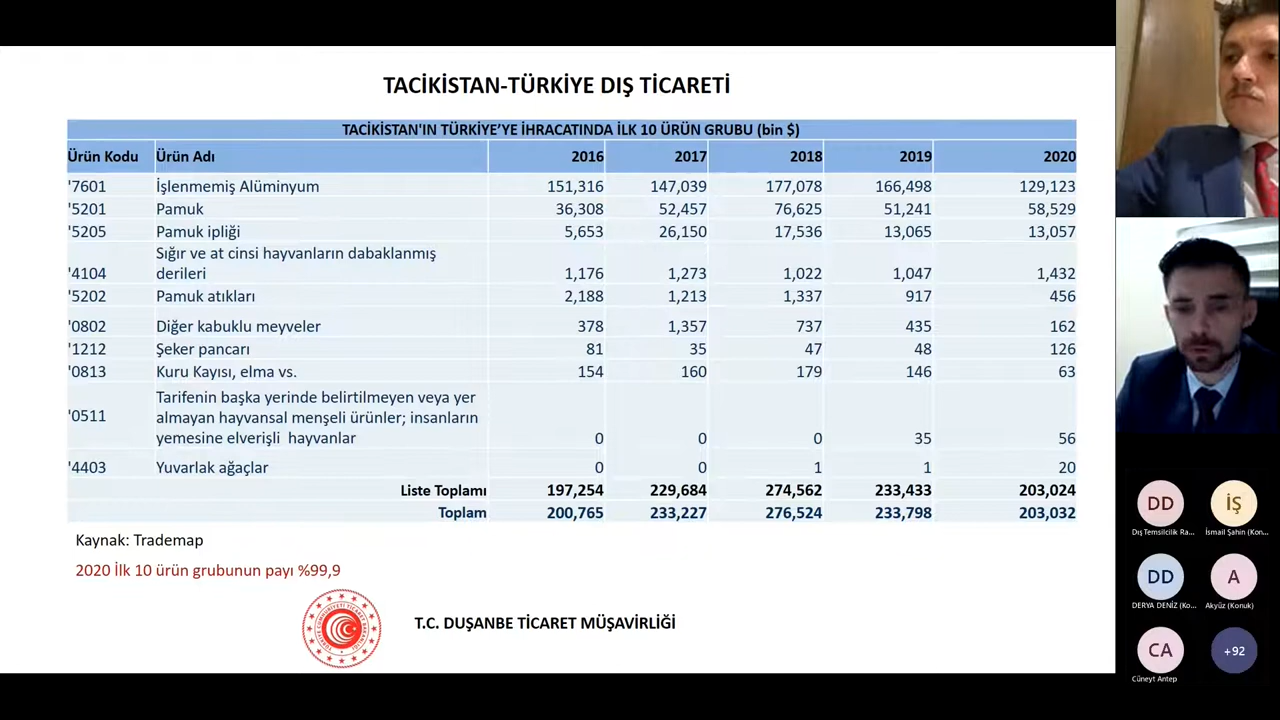 TACİKİSTAN-TÜRKİYE DIŞ TİCARETİ
TACİKİSTAN'IN TÜRKİYE'YE İHRACATINDA İLK 10 ÜRÜN GRUBU (bin $)
Ürün Kodu Ürün Adı 2016 2017 2018 2019 2020
'7601 İşlenmemiş Alüminyum 151,316 147,039 177,078 166,498 129,123
'5201 Pamuk 36,308 52,457 76,625 51,241 58,529
'5205 Pamuk ipliği 5,653 26,150 17,536 13,065 13,057
Sığır ve at cinsi hayvanların dabaklanmış
'4104 derileri 1,176 1,273 1,022 1,047 1,432
'5202 Pamuk atıkları 2,188 1,213 1,337 917 456
'0802 Diğer kabuklu meyveler 378 1,357 737 435 162
'1212 Şeker pancarı 81 35 47 48 126
'0813 Kuru Kayısı, elma vs. 154 160 179 146 63
Tarifenin başka yerinde belirtilmeyen veya yer
'0511 almayan hayvansal menşeli ürünler; insanların
yemesine elverişli hayvanlar 0 0 0 35 56
'4403 Yuvarlak ağaçlar 0 0 1 1 20
Liste Toplamı 197,254 229,684 274,562 233,433 203,024
Toplam 200,765 233,227 276,524 233,798 203,032
Kaynak: Trademap
2020 İlk 10 ürün grubunun payı %99,9
T.C. DUŞANBE TİCARET MÜŞAVİRLİĞİ
DD İŞ
Dış Temsilcilik Ra... İsmail Şahin (Kon...
DD A
DERYA DENİZ (Ko... Akyüz (Konuk)
CA +92
Cüneyt Antep